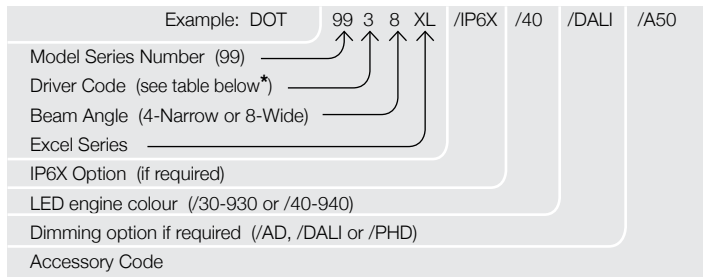 Example: DOT 99 3 8 XL /IP6X /40 /DALI /A50
Model Series Number (99)
Driver Code (see table below*)
Beam Angle (4-Narrow or 8-Wide)
Excel Series
IP6X Option (if required)
LED engine colour (/30-930 or /40-940)
Dimming option if required (/AD, /DALI or /PHD)
Accessory Code